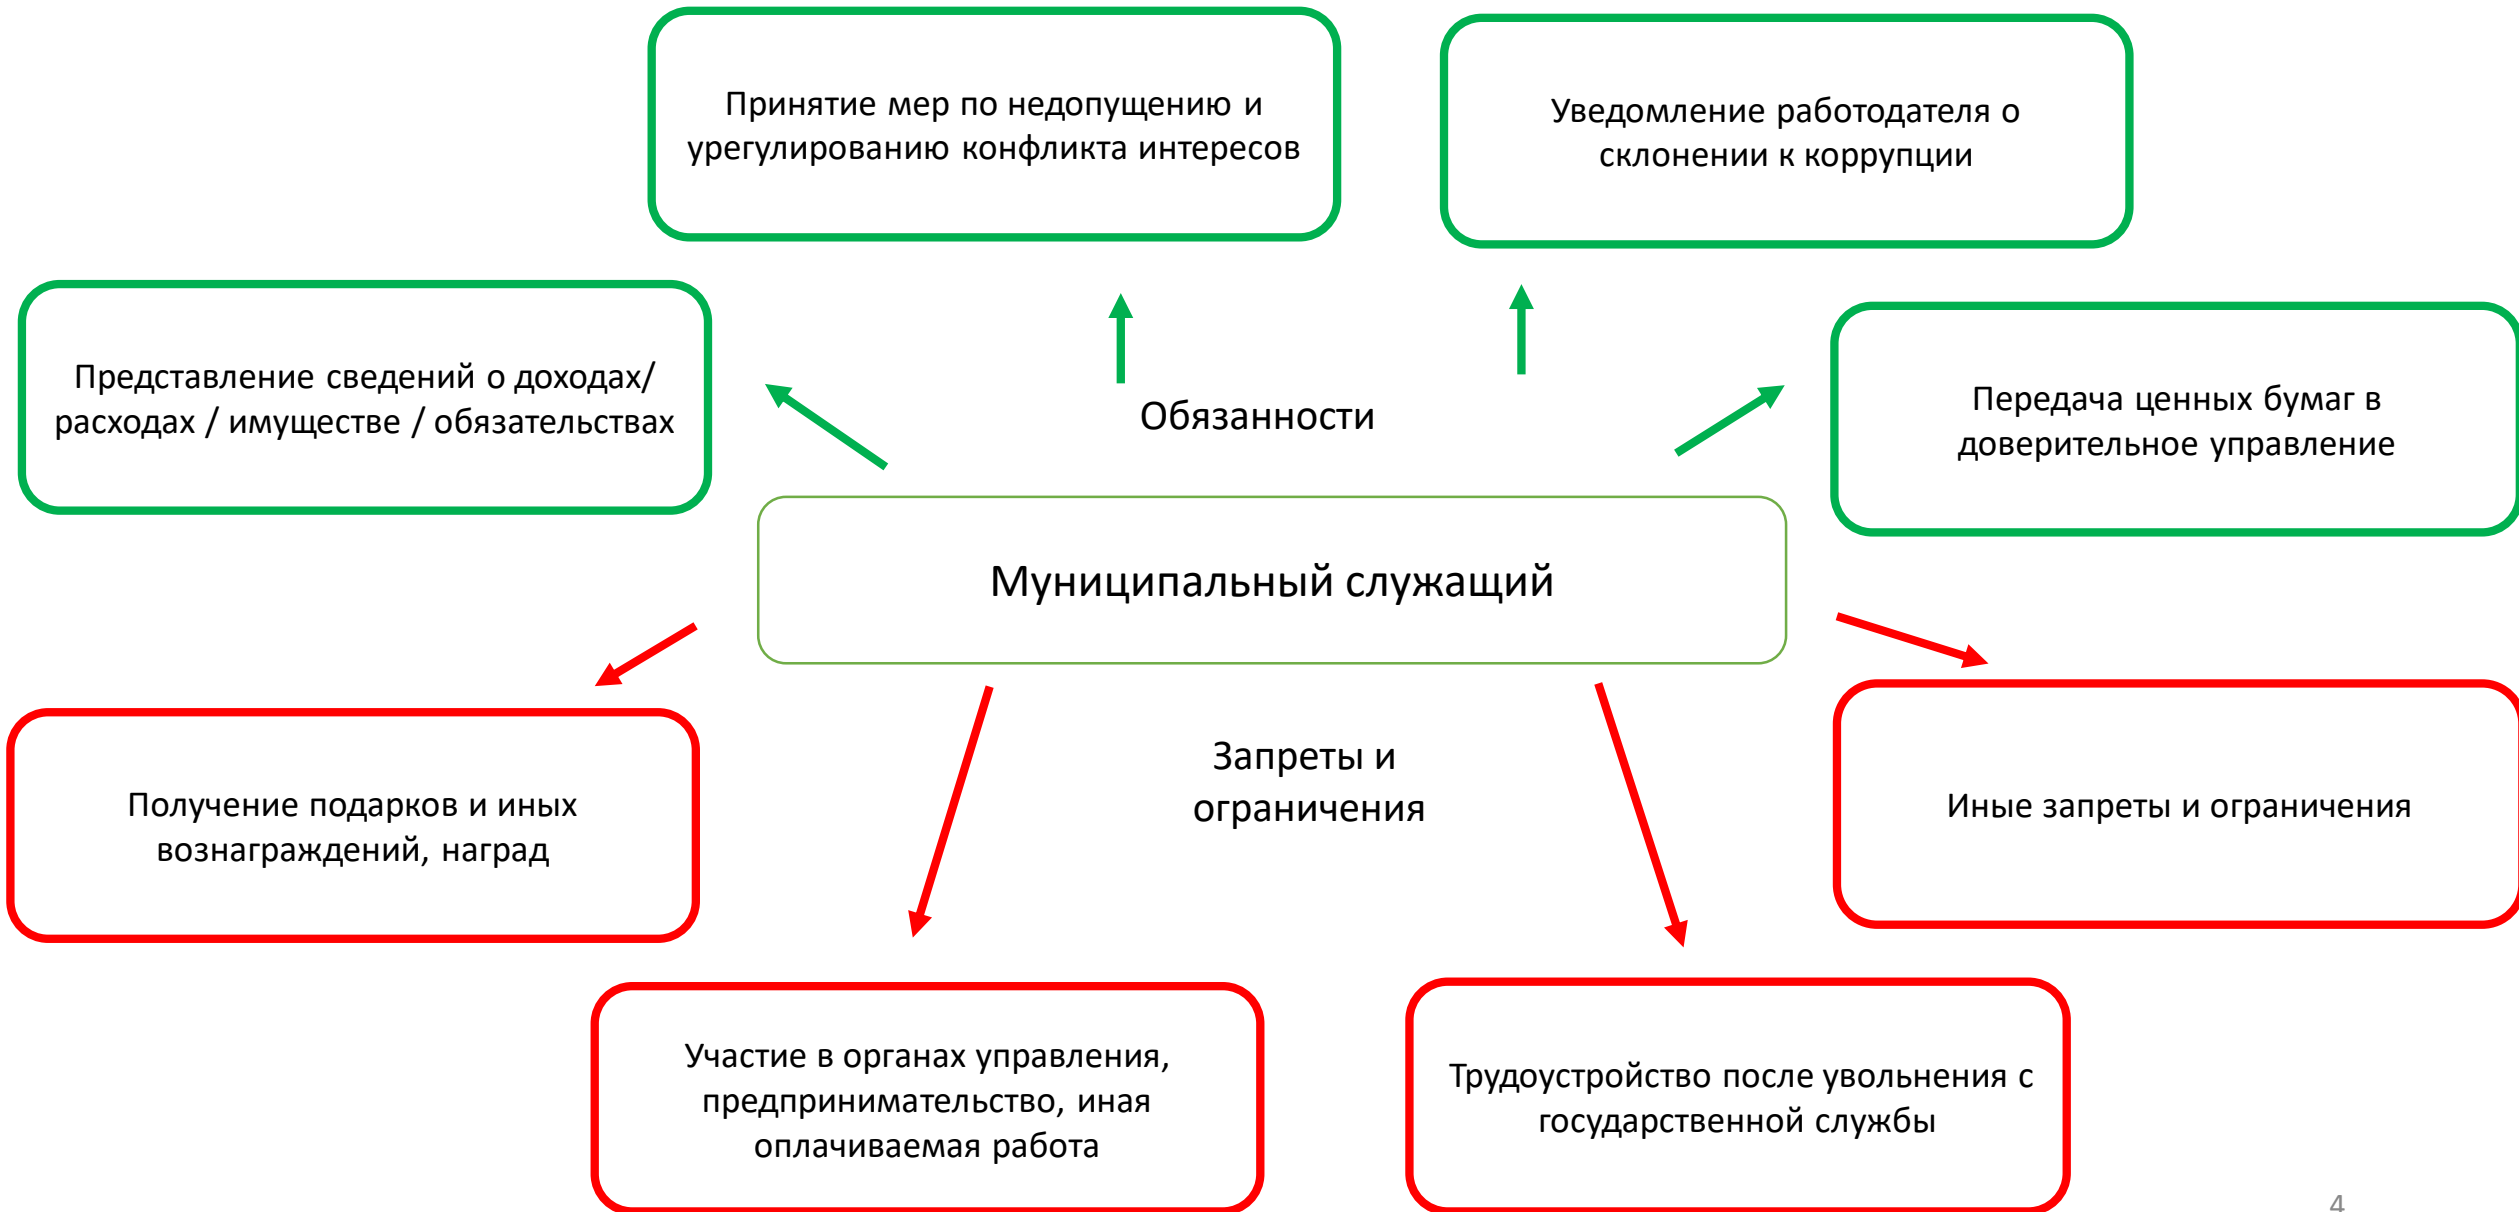 Принятие мер по недопущению и
урегулированию конфликта интересов
Уведомление работодателя о
склонении к коррупции
Представление сведений о доходах/
расходах / имуществе / обязательствах
Обязанности
Передача ценных бумаг в
доверительное управление
Муниципальный служащий
Получение подарков и иных
вознаграждений, наград
Запреты и
ограничения
Иные запреты и ограничения
Участие в органах управления,
предпринимательство, иная
оплачиваемая работа
Трудоустройство после увольнения с
государственной службы
4